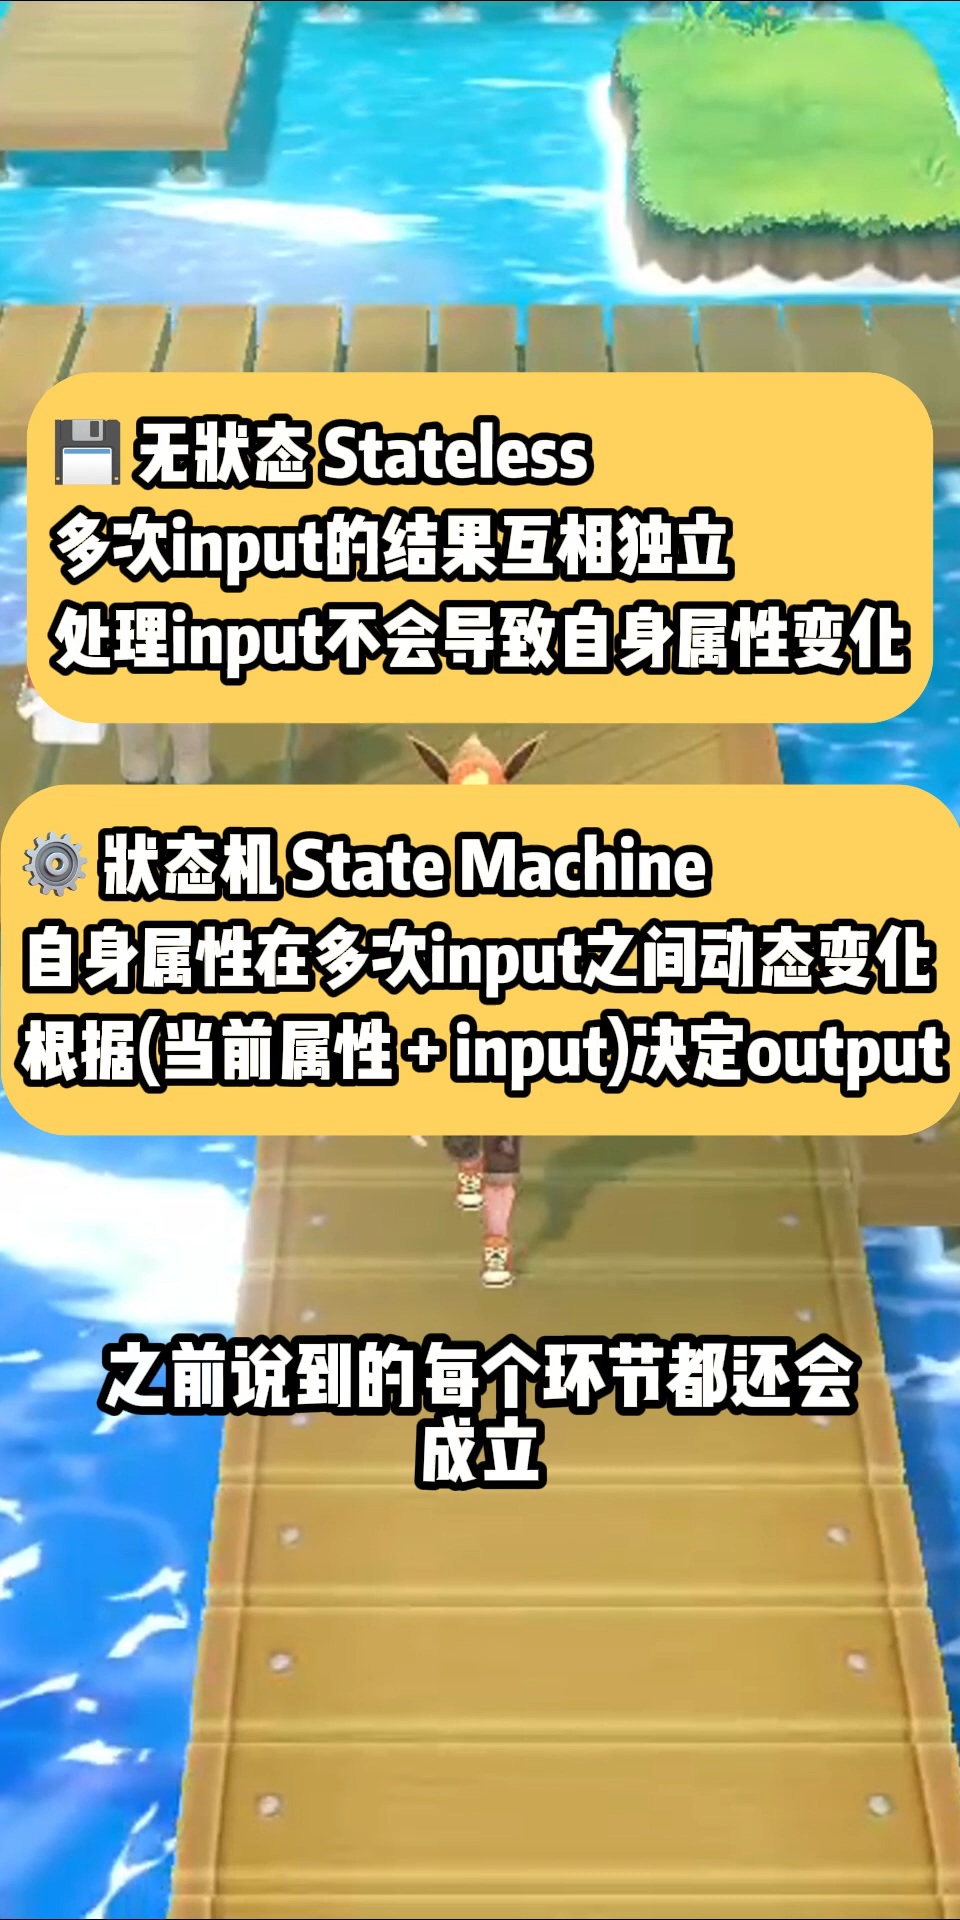 💾 无狀态 Stateless
多次input的结果互相独立
处理input不会导致自身属性变化
⚙️ 狀态机 State Machine
自身属性在多次input之间动态变化
根据(当前属性 + input)决定output
之前说到的每个环节都还会
成立